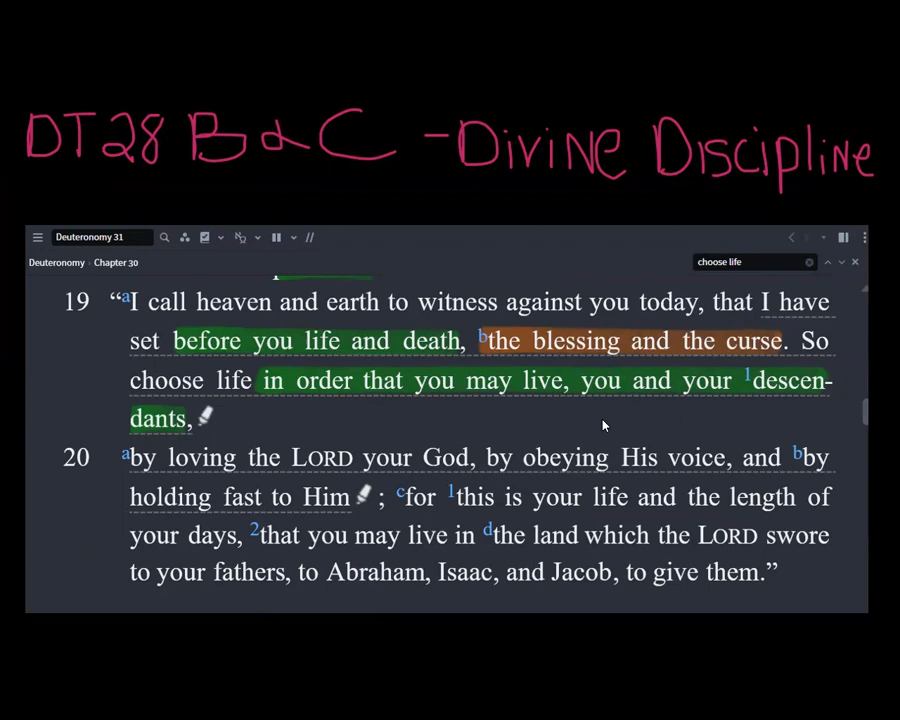 DT28 B&C - Divine Discipline
Deuteronomy 31
Deuteronomy › Chapter 30
choose life
19 “ᵃI call heaven and earth to witness against you today, that I have
set before you life and death, ᵇthe blessing and the curse. So
choose life in order that you may live, you and your ¹descen-
dants,
20 ᵃby loving the LORD your God, by obeying His voice, and ᵇby
holding fast to Him ; ᶜfor ¹this is your life and the length of
your days, ²that you may live in ᵈthe land which the LORD swore
to your fathers, to Abraham, Isaac, and Jacob, to give them.”